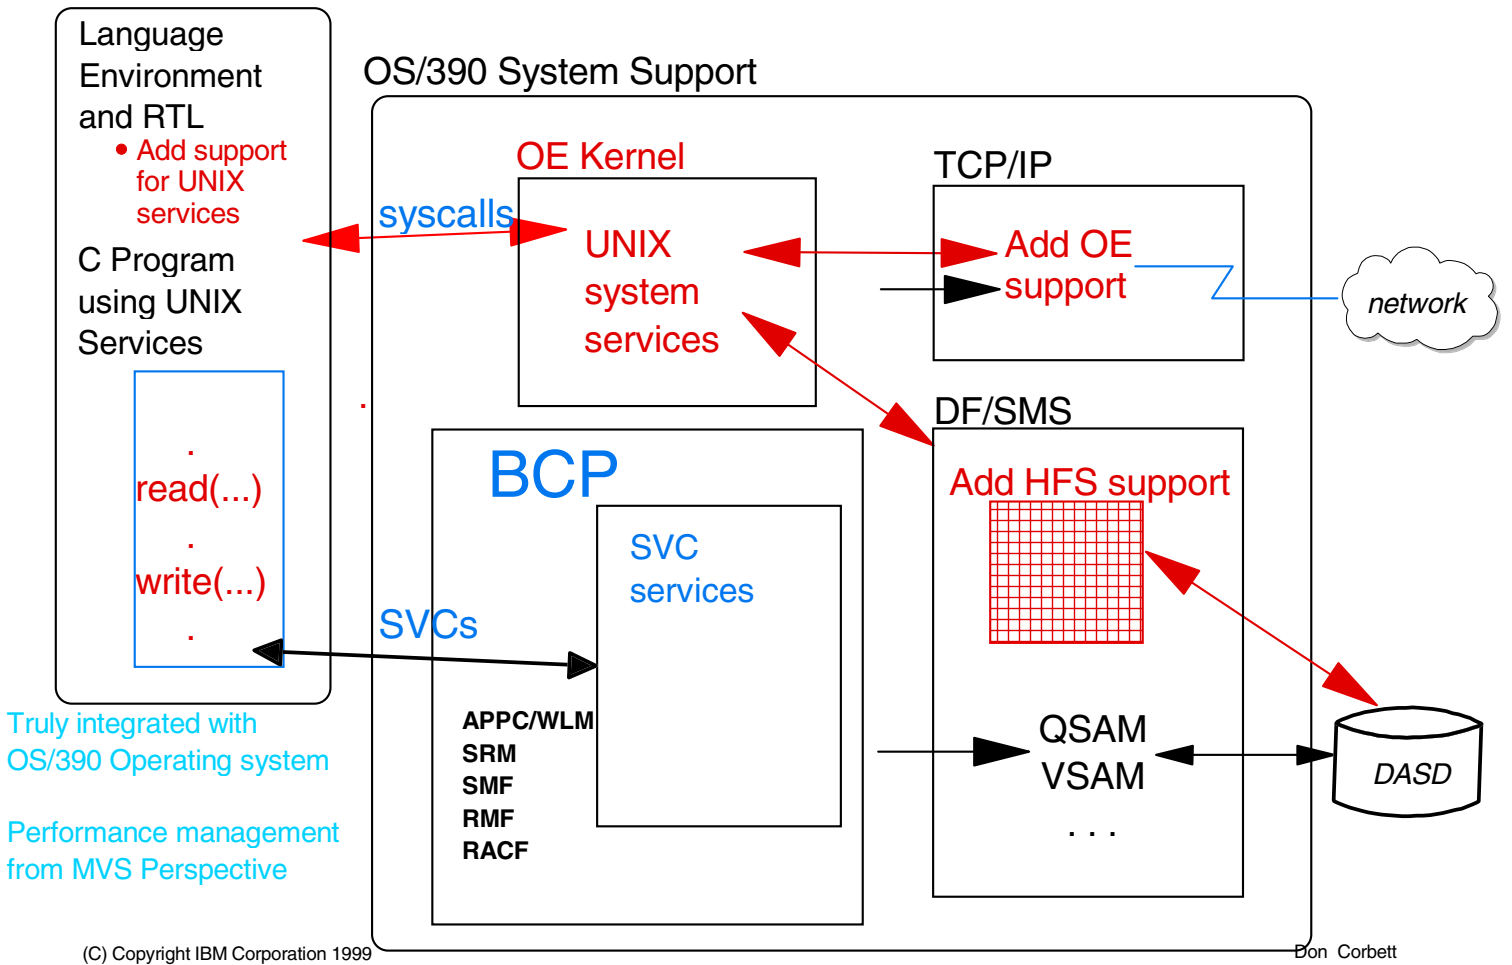 Language
Environment
and RTL
• Add support
for UNIX
services
C Program
using UNIX
Services
.
read(...)
.
write(...)
.
Truly integrated with
OS/390 Operating system
Performance management
from MVS Perspective
OS/390 System Support
syscalls
.
SVCs
OE Kernel
UNIX
system
services
TCP/IP
Add OE
support
network
BCP
SVC
services
APPC/WLM
SRM
SMF
RMF
RACF
DF/SMS
Add HFS support
QSAM
VSAM
. . .
DASD
(C) Copyright IBM Corporation 1999
Don Corbett